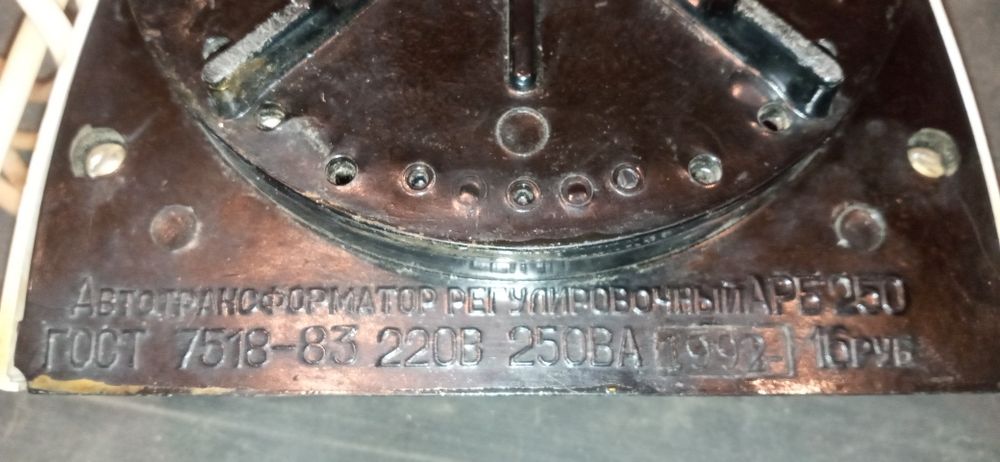 АВТОТРАНСФОРМАТОР РЕГУЛИРОВОЧНЫЙ АРБ 250
ГОСТ 7518-83 220В 250ВА [1992-] 16РУБ